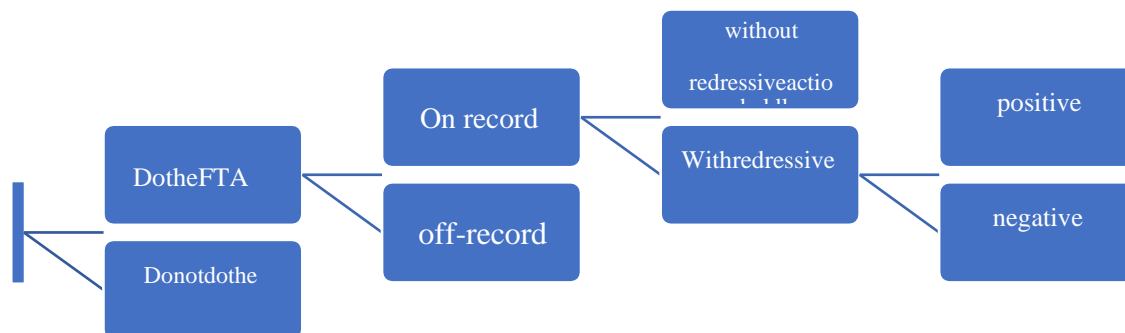 without
redressiveactio
On record
positive
DotheFTA
Withredressive
off-record
negative
Donotdothe